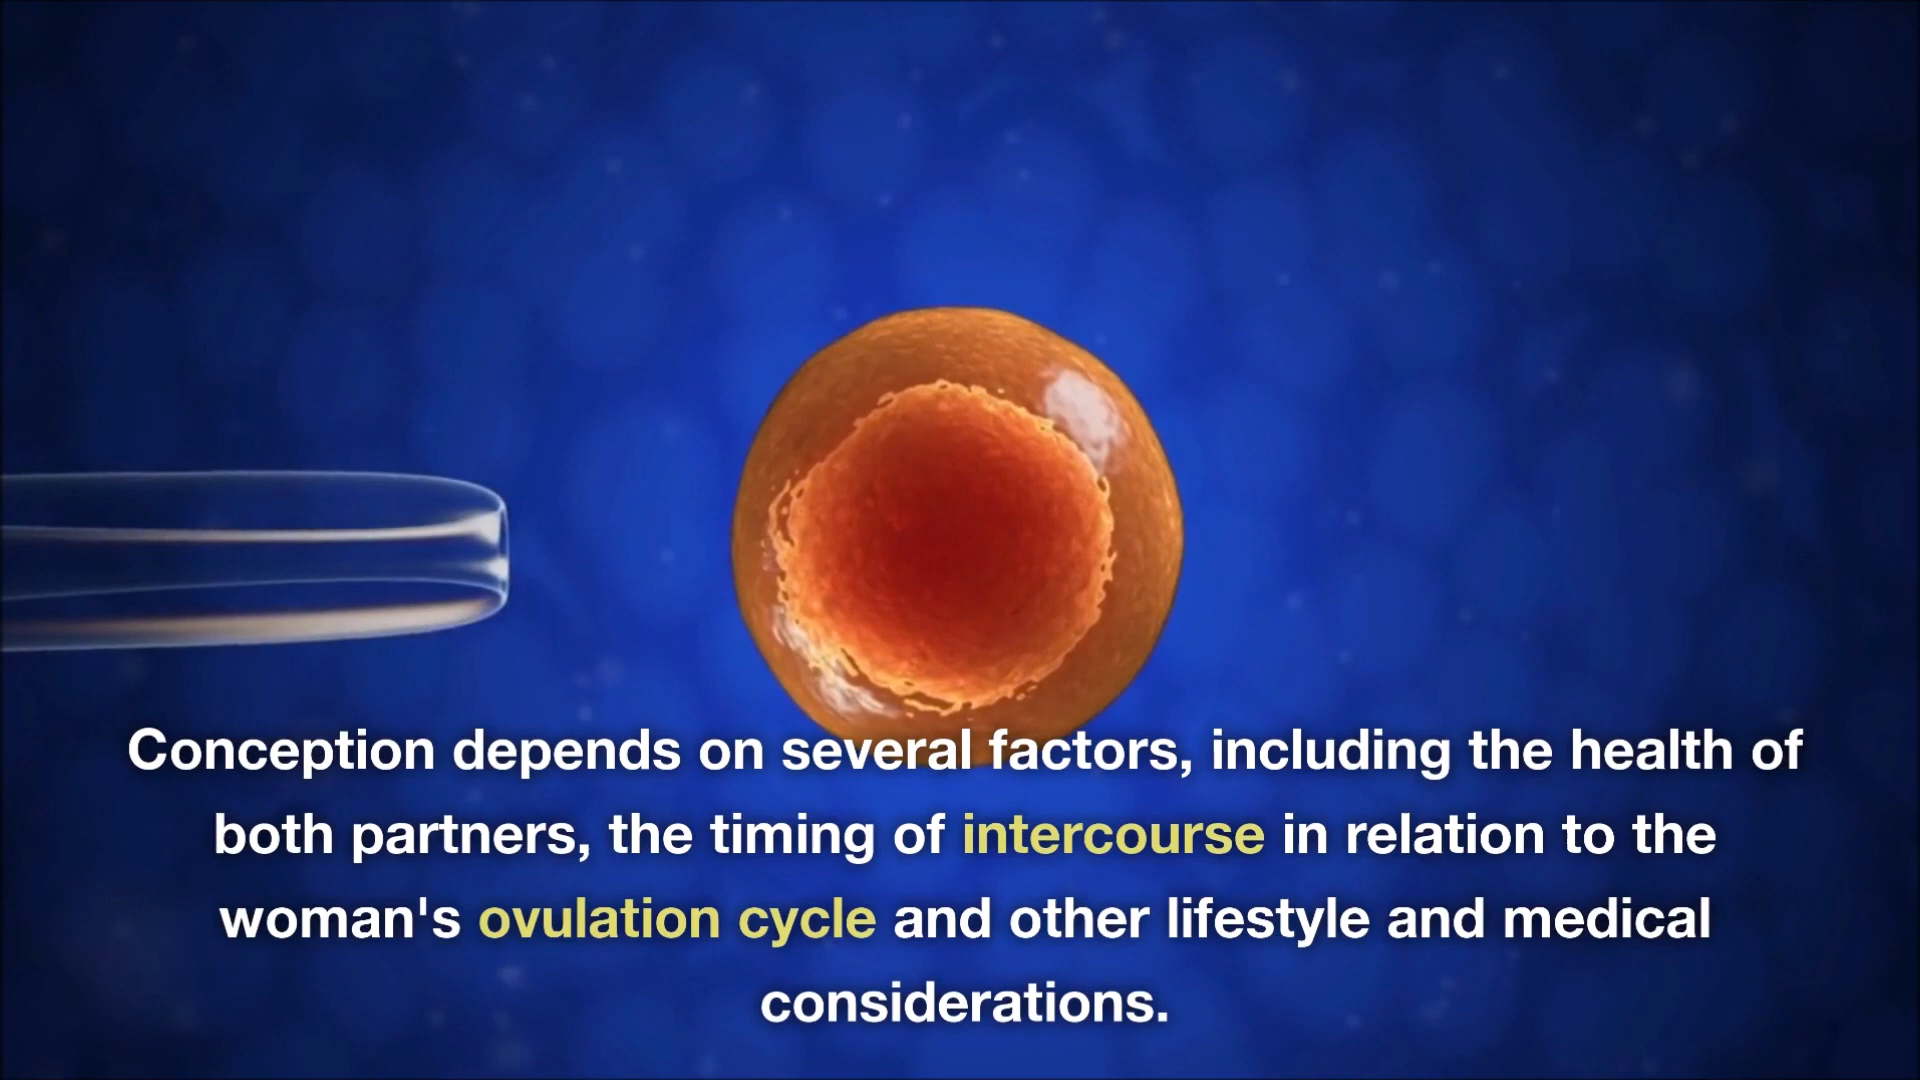 Conception depends on several factors, including the health of
both partners, the timing of intercourse in relation to the
woman's ovulation cycle and other lifestyle and medical
considerations.